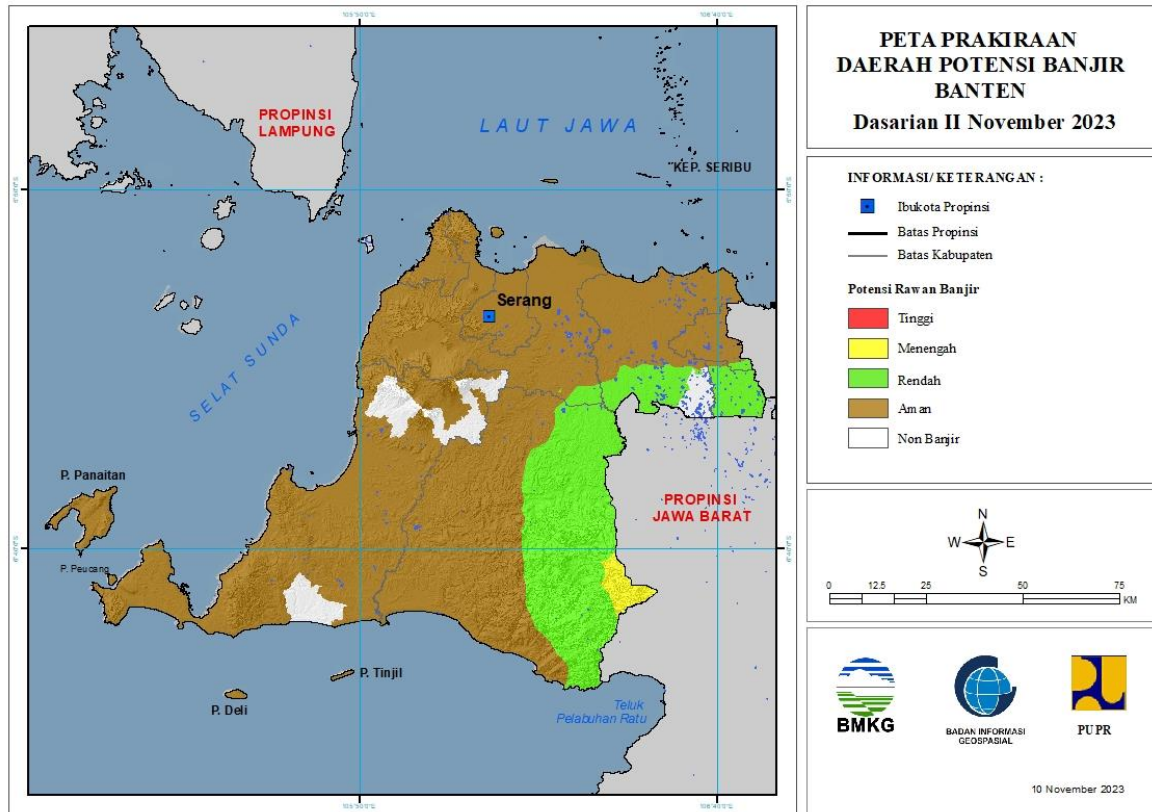 PETA PRAKIRAAN
DAERAH POTENSI BANJIR
BANTEN
Dasarian II November 2023
INFORMASI/KETERANGAN :
Ibukota Propinsi
Batas Propinsi
Batas Kabupaten
Potensi Rawan Banjir
Tinggi
Menengah
Rendah
Aman
Non Banjir
N
W E
S
0 12.5 25 50 75
KM
BMKG
BADAN INFORMASI
GEOSPASIAL
PUPR
10 November 2023
PROPINSI
LAMPUNG
LAUT JAWA
KEP. SERIBU
Serang
SELAT SUNDA
P. Panaitan
P. Peucang
PROPINSI
JAWA BARAT
P. Tinjil
P. Deli
Teluk
Pelabuhan Ratu